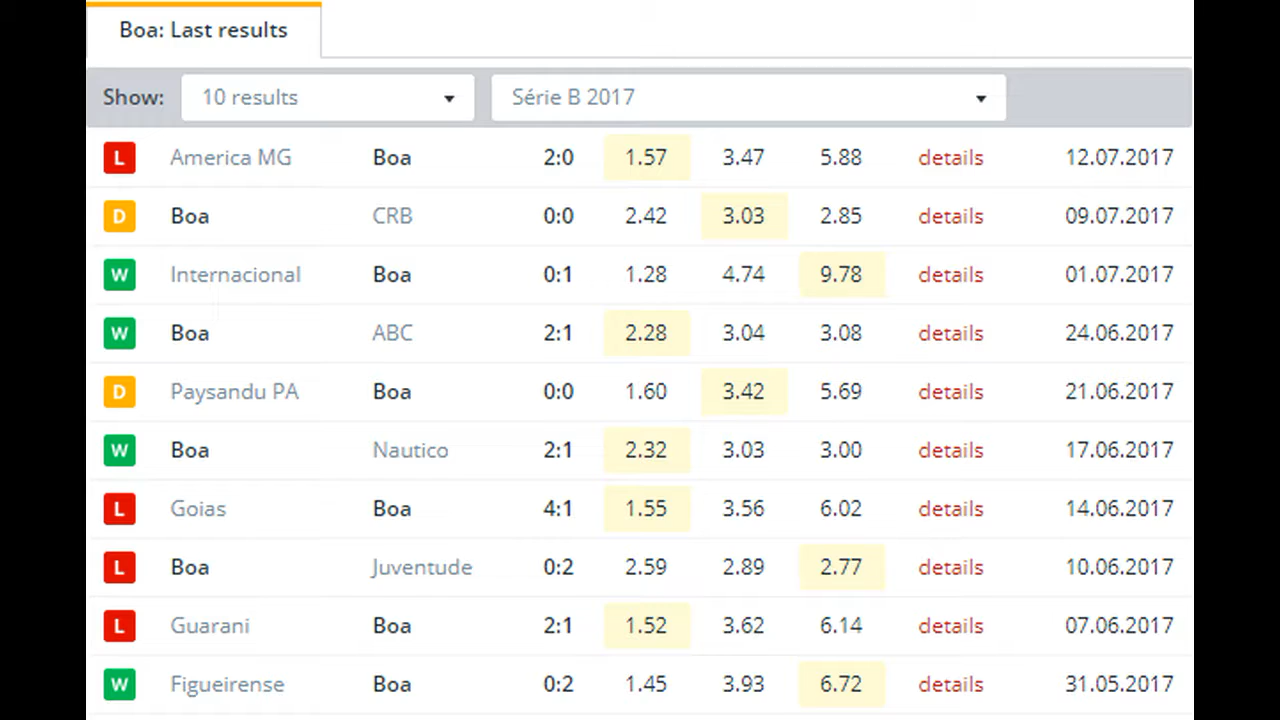 Boa: Last results
Show: 10 results Série B 2017
L America MG Boa 2:0 1.57 3.47 5.88 details 12.07.2017
D Boa CRB 0:0 2.42 3.03 2.85 details 09.07.2017
W Internacional Boa 0:1 1.28 4.74 9.78 details 01.07.2017
W Boa ABC 2:1 2.28 3.04 3.08 details 24.06.2017
D Paysandu PA Boa 0:0 1.60 3.42 5.69 details 21.06.2017
W Boa Nautico 2:1 2.32 3.03 3.00 details 17.06.2017
L Goias Boa 4:1 1.55 3.56 6.02 details 14.06.2017
L Boa Juventude 0:2 2.59 2.89 2.77 details 10.06.2017
L Guarani Boa 2:1 1.52 3.62 6.14 details 07.06.2017
W Figueirense Boa 0:2 1.45 3.93 6.72 details 31.05.2017